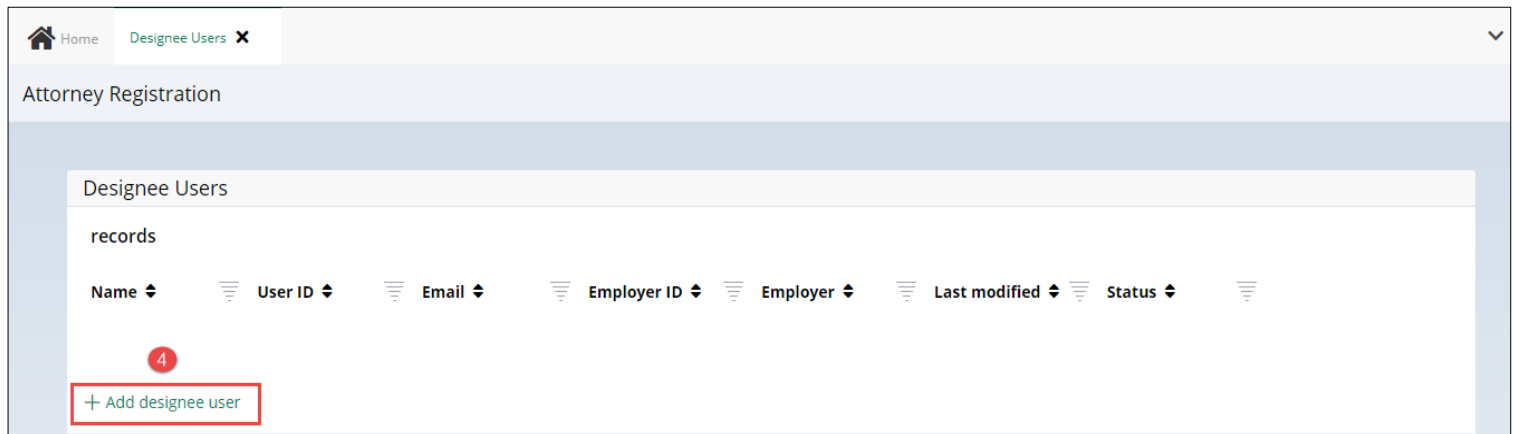 Home Designee Users
Attorney Registration
Designee Users
records
Name User ID Email Employer ID Employer Last modified Status
4
+ Add designee user